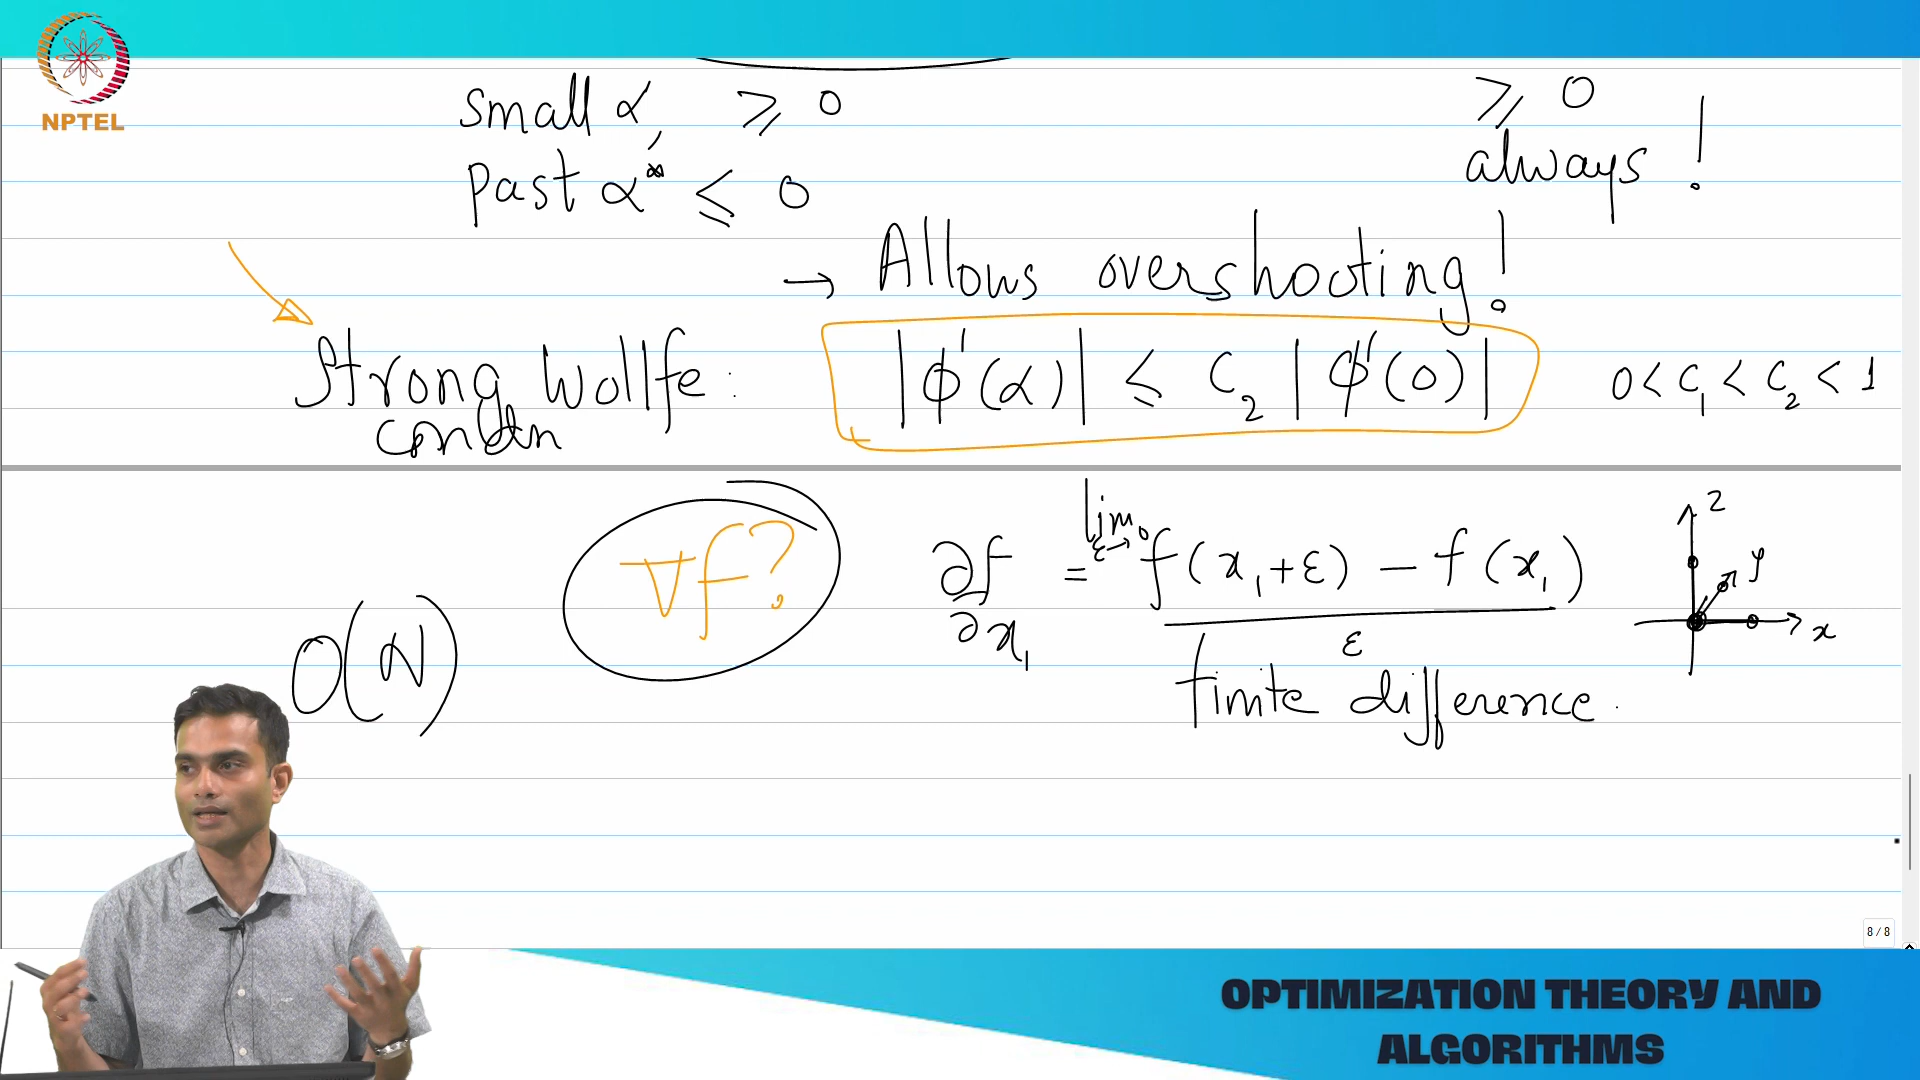 NPTEL
small α, ≥ 0
past α* ≤ 0
≥ 0
always !
→ Allows overshooting!
Strong Wollfe :
condn
|ϕ'(α)| ≤ C₂ |ϕ'(0)|
0 < C₁ < C₂ < 1
∇f?
O(N)
∂f/∂x₁ = lim ε→0 f(x₁+ε) − f(x₁) / ε
finite difference.
z
y
x
8 / 8
OPTIMIZATION THEORY AND
ALGORITHMS